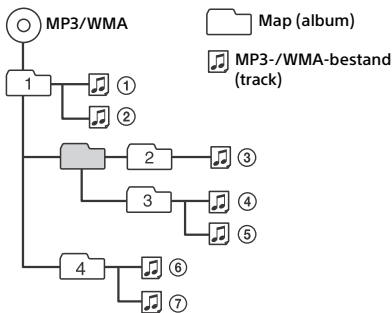 MP3/WMA
Map (album)
MP3-/WMA-bestand
(track)
1
①
②
2
③
3
④
⑤
4
⑥
⑦